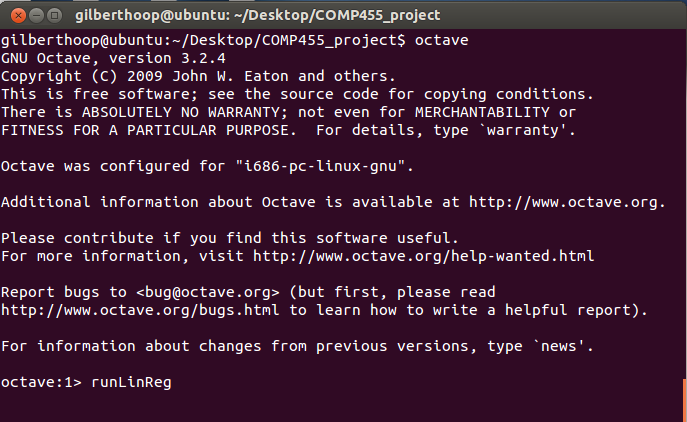 gilberthoop@ubuntu: ~/Desktop/COMP455_project
gilberthoop@ubuntu:~/Desktop/COMP455_project$ octave
GNU Octave, version 3.2.4
Copyright (C) 2009 John W. Eaton and others.
This is free software; see the source code for copying conditions.
There is ABSOLUTELY NO WARRANTY; not even for MERCHANTABILITY or
FITNESS FOR A PARTICULAR PURPOSE.  For details, type `warranty'.
Octave was configured for "i686-pc-linux-gnu".
Additional information about Octave is available at http://www.octave.org.
Please contribute if you find this software useful.
For more information, visit http://www.octave.org/help-wanted.html
Report bugs to <bug@octave.org> (but first, please read
http://www.octave.org/bugs.html to learn how to write a helpful report).
For information about changes from previous versions, type `news'.
octave:1> runLinReg